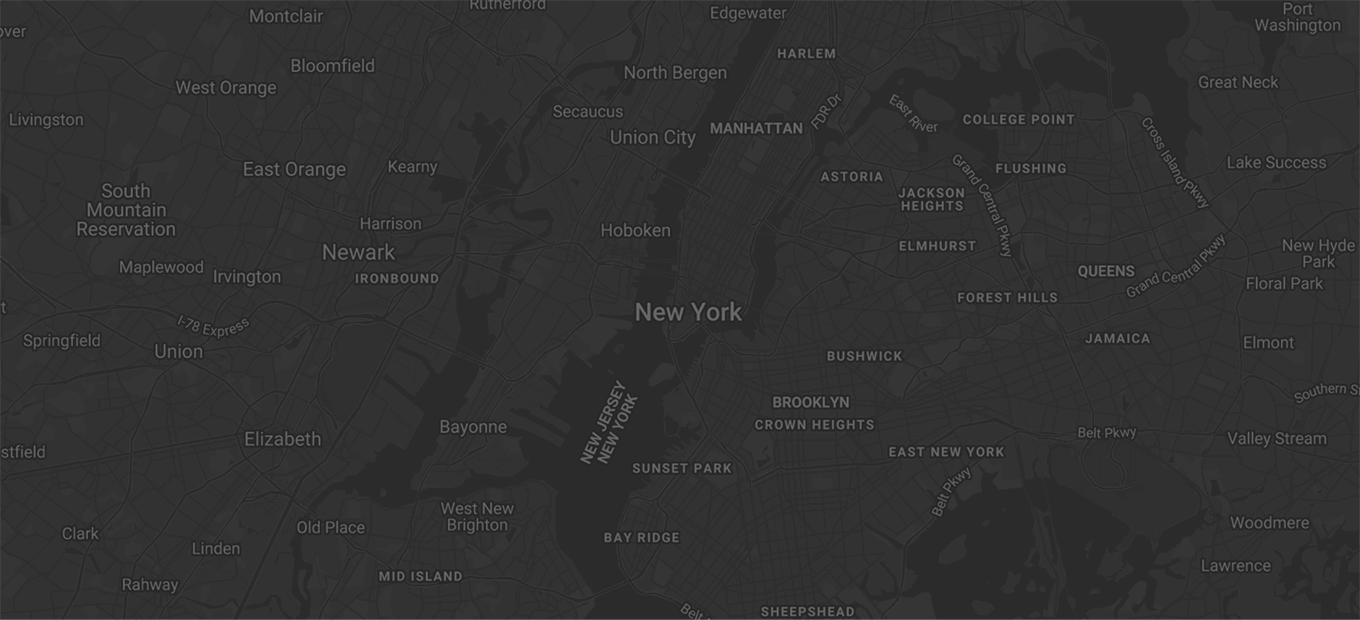 Rutherford
Montclair
Edgewater
Port
Washington
over
HARLEM
Bloomfield
North Bergen
Great Neck
West Orange
Secaucus
FDR Dr
East River
Livingston
COLLEGE POINT
MANHATTAN
Union City
Cross Island Pkwy
Lake Success
East Orange
Kearny
FLUSHING
ASTORIA
Grand Central Pkwy
South
Mountain
Reservation
JACKSON
HEIGHTS
Harrison
Hoboken
ELMHURST
New Hyde
Park
Newark
Maplewood
Irvington
IRONBOUND
QUEENS
Grand Central Pkwy
Floral Park
FOREST HILLS
t
New York
I-78 Express
Springfield
Union
JAMAICA
Elmont
BUSHWICK
Southern S
BROOKLYN
CROWN HEIGHTS
NEW JERSEY
NEW YORK
Bayonne
Elizabeth
Belt Pkwy
Valley Stream
stfield
EAST NEW YORK
SUNSET PARK
Belt Pkwy
West New
Brighton
Old Place
Woodmere
Clark
BAY RIDGE
Linden
Lawrence
MID ISLAND
Rahway
Belt
SHEEPSHEAD